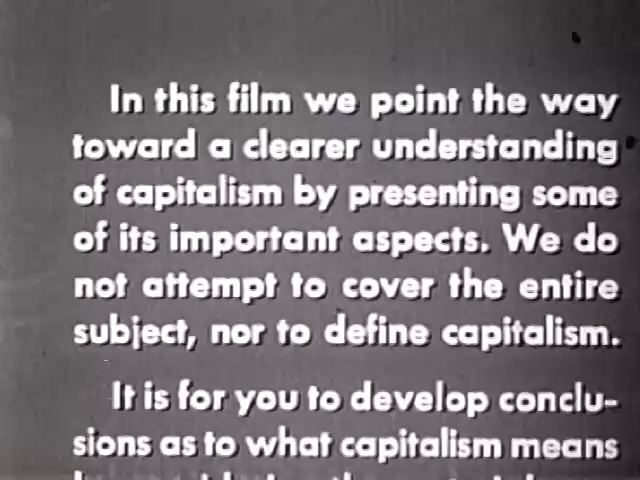 In this film we point the way
toward a clearer understanding
of capitalism by presenting some
of its important aspects. We do
not attempt to cover the entire
subject, nor to define capitalism.
It is for you to develop conclu-
sions as to what capitalism means